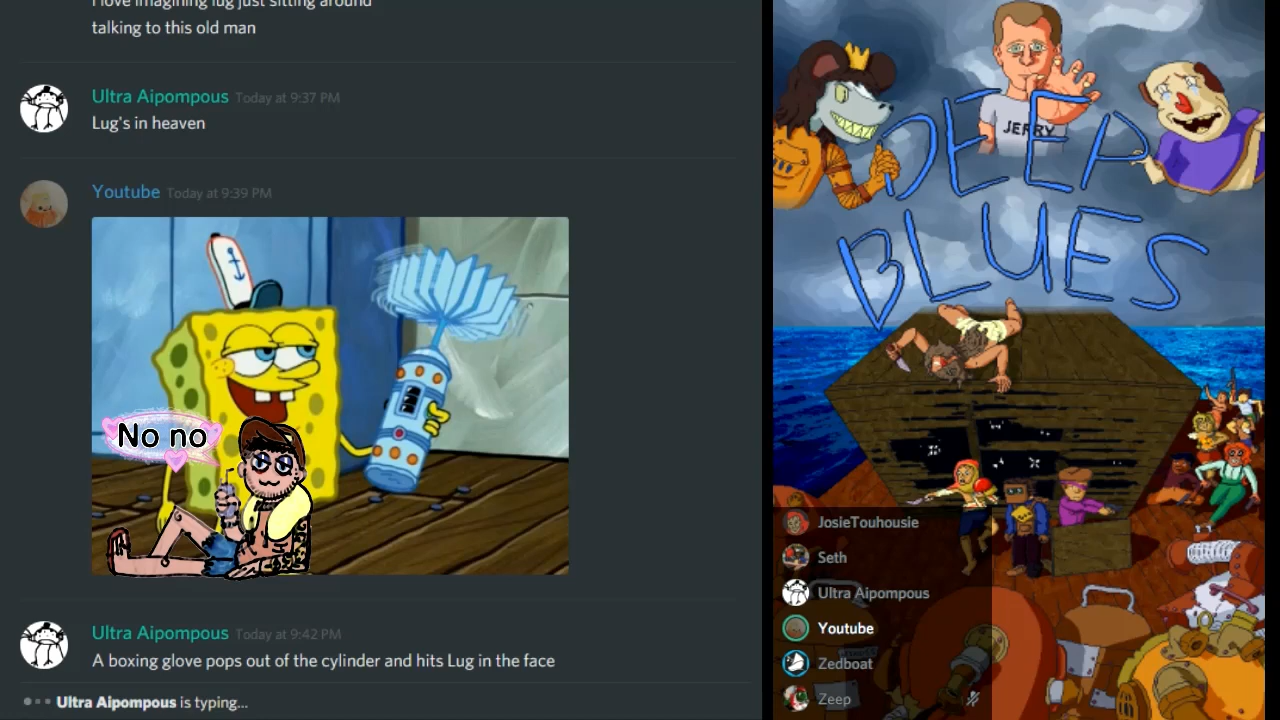 I love imagining lug just sitting around
talking to this old man
Ultra Aipompous Today at 9:37 PM
Lug's in heaven
Youtube Today at 9:39 PM
No no
Ultra Aipompous Today at 9:42 PM
A boxing glove pops out of the cylinder and hits Lug in the face
Ultra Aipompous is typing...
JERRY
DEEP
BLUES
JosieTouhousie
Seth
Ultra Aipompous
Youtube
Zedboat
Zeep